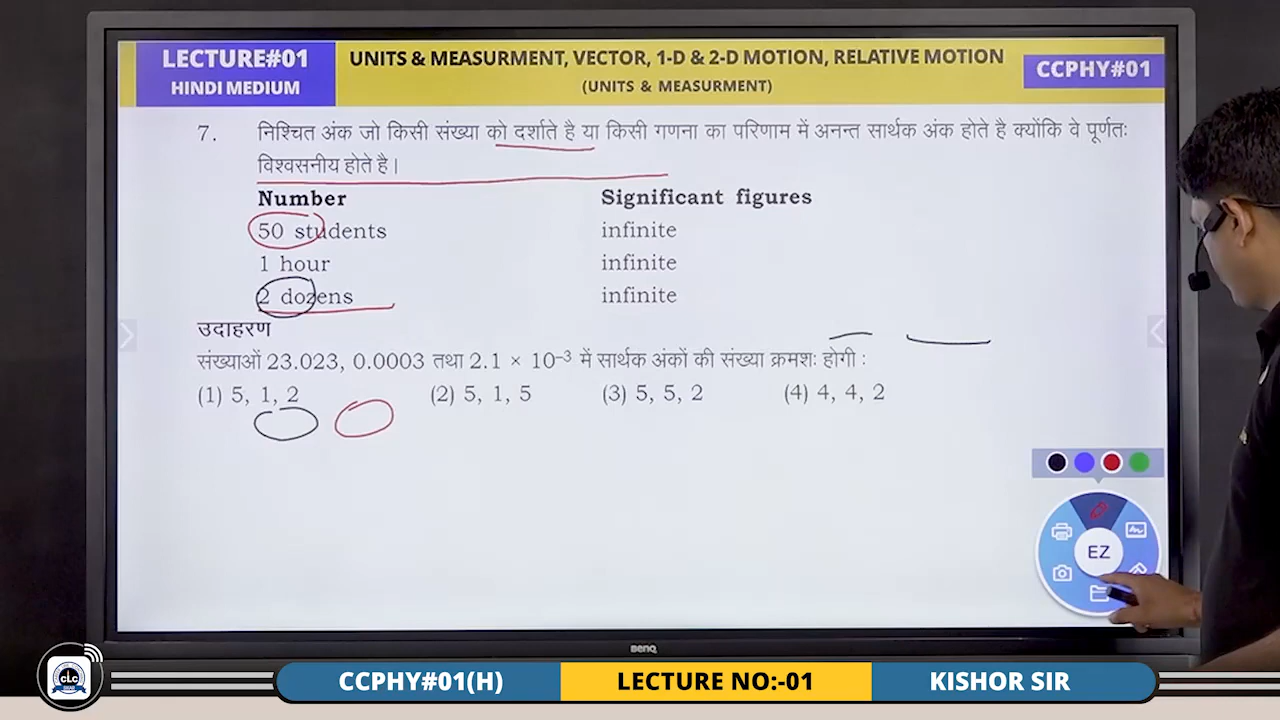 LECTURE#01
HINDI MEDIUM
UNITS & MEASURMENT, VECTOR, 1-D & 2-D MOTION, RELATIVE MOTION
(UNITS & MEASURMENT)
CCPHY#01
7. निश्चित अंक जो किसी संख्या को दर्शाते है या किसी गणना का परिणाम में अनन्त सार्थक अंक होते है क्योंकि वे पूर्णतः
विश्वसनीय होते है।
Number Significant figures
50 students infinite
1 hour infinite
2 dozens infinite
उदाहरण
संख्याओं 23.023, 0.0003 तथा 2.1 × 10⁻³ में सार्थक अंकों की संख्या क्रमशः होगी :
(1) 5, 1, 2 (2) 5, 1, 5 (3) 5, 5, 2 (4) 4, 4, 2
EZ
BenQ
CLC
CCPHY#01(H) LECTURE NO:-01 KISHOR SIR